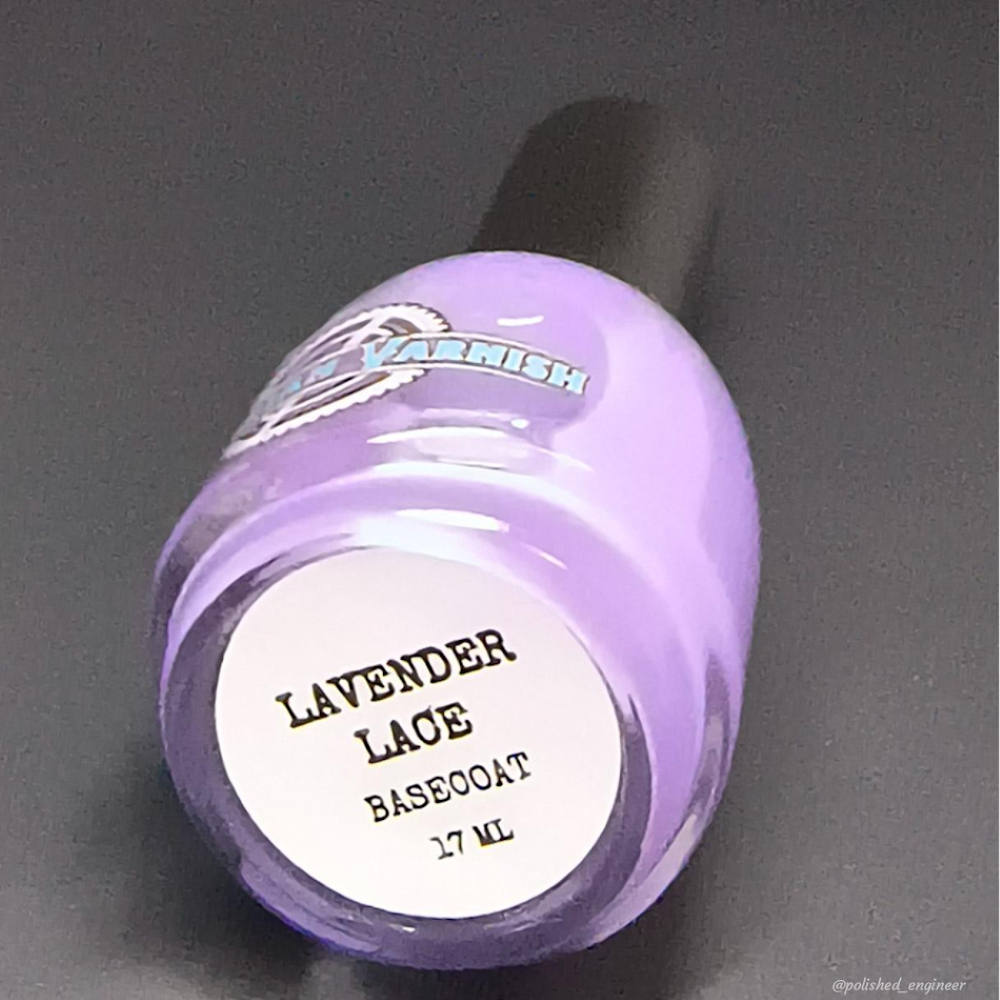 VARNISH
LAVENDER
LACE
BASECOAT
17 ML
@polished_engineer